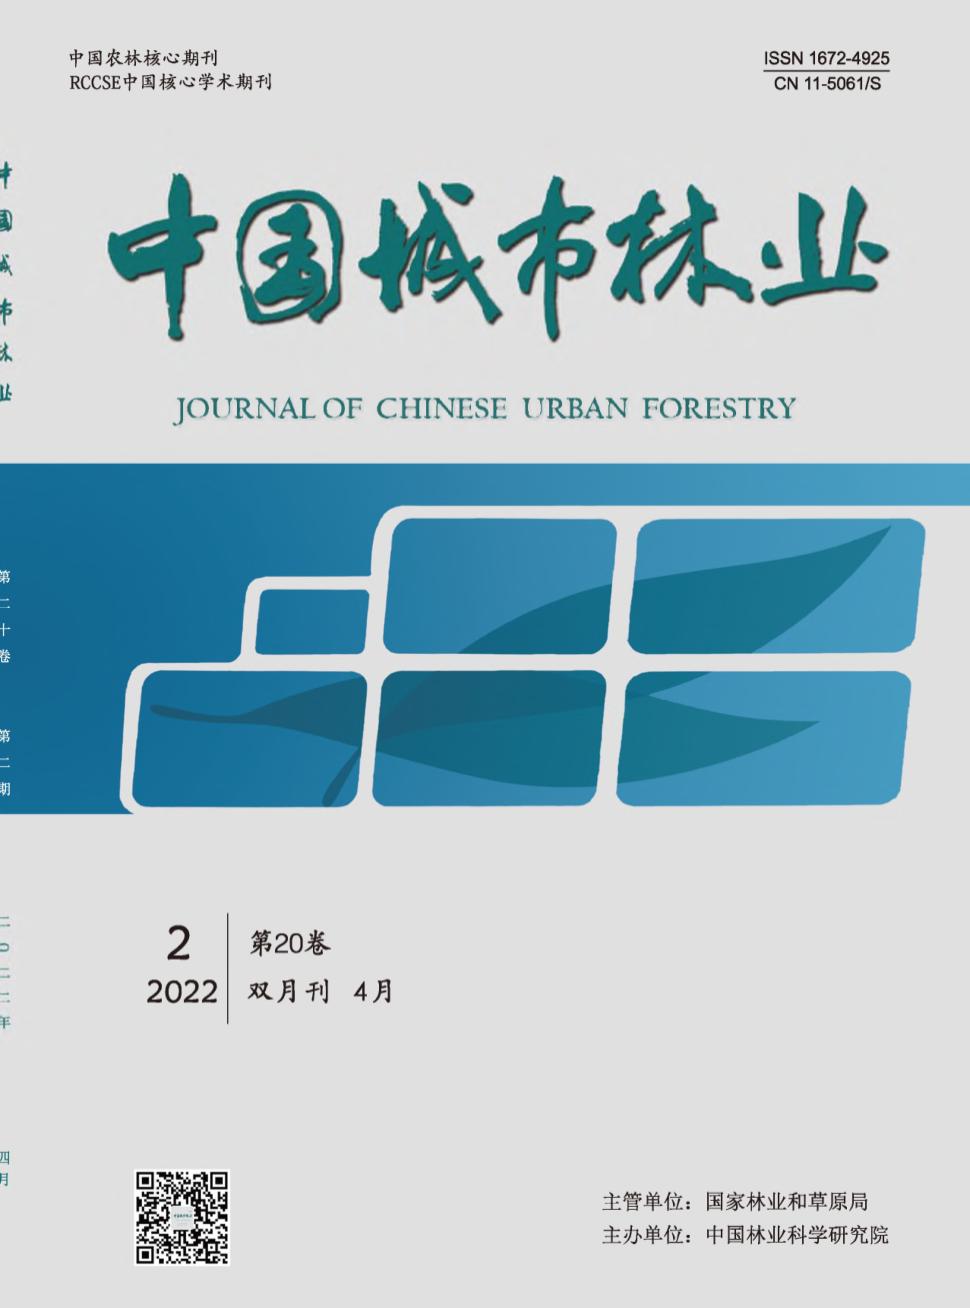 中国农林核心期刊
RCCSE中国核心学术期刊
ISSN 1672-4925
CN 11-5061/S
中国城市林业
JOURNAL OF CHINESE URBAN FORESTRY
中国城市林业
第二十卷
第二期
二〇二二年
四月
2
2022
第20卷
双月刊 4月
主管单位：国家林业和草原局
主办单位：中国林业科学研究院